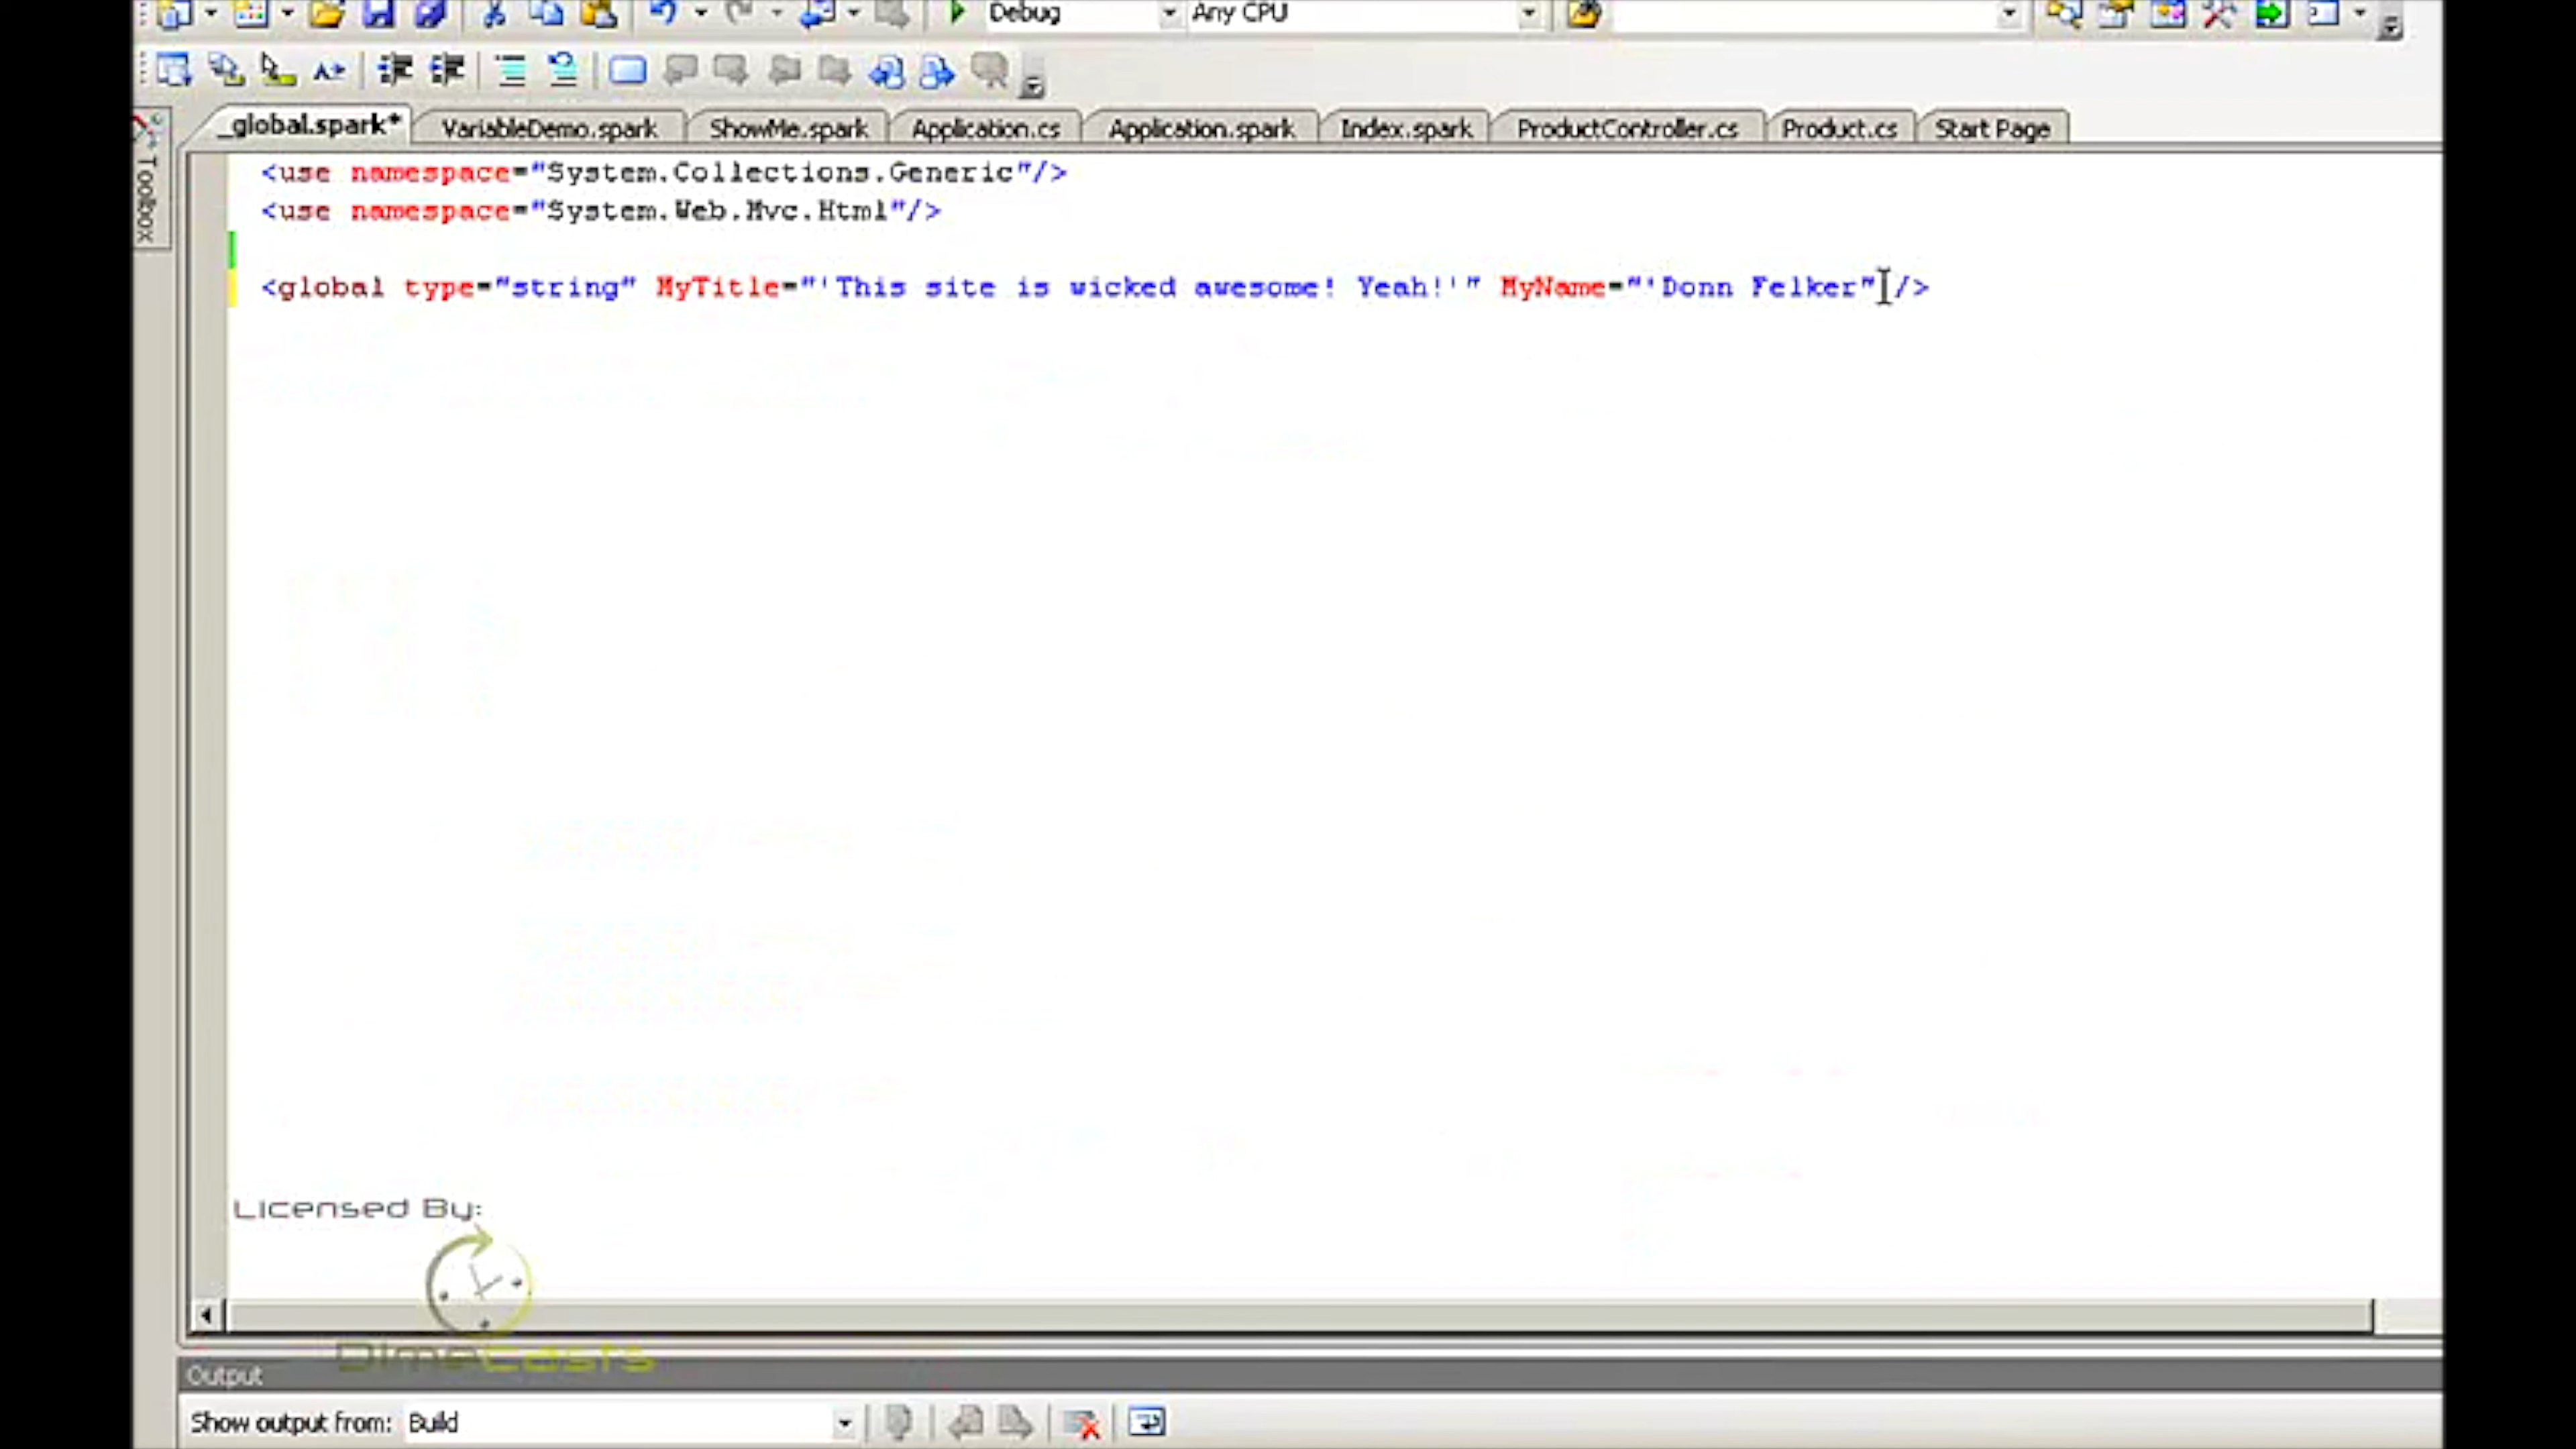 Debug Any CPU
_global.spark* VariableDemo.spark ShowMe.spark Application.cs Application.spark Index.spark ProductController.cs Product.cs Start Page
Toolbox
<use namespace="System.Collections.Generic"/>
<use namespace="System.Web.Mvc.Html"/>
<global type="string" MyTitle="'This site is wicked awesome! Yeah!'" MyName="'Donn Felker" />
Licensed By:
DimeCasts
Output
Show output from: Build